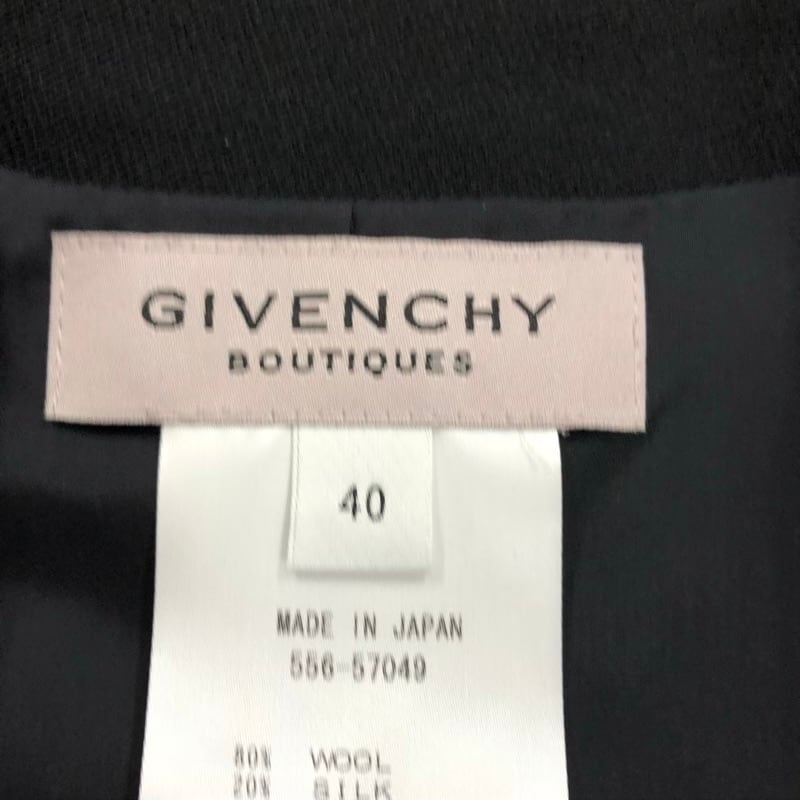 GIVENCHY
BOUTIQUES
40
MADE IN JAPAN
556-57049
80% WOOL
20% SILK